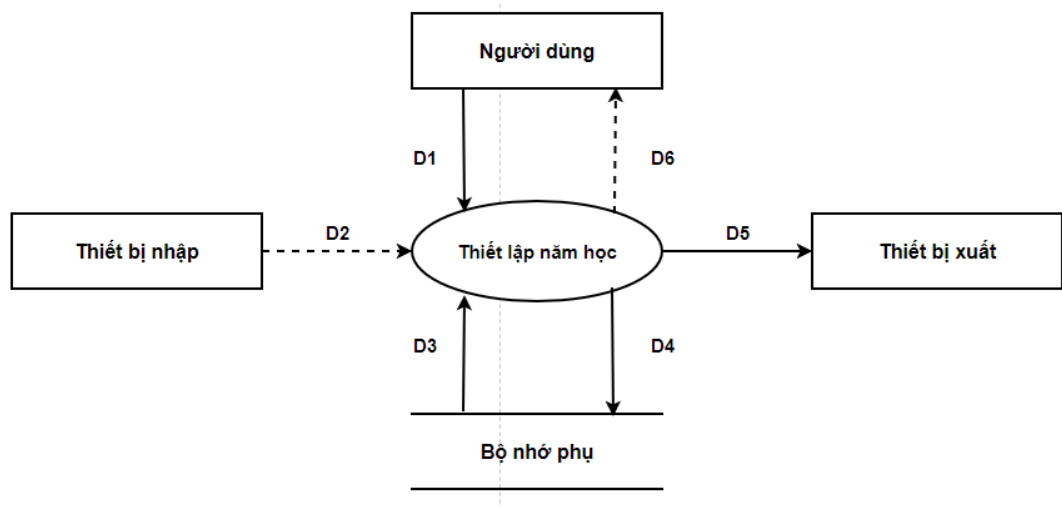 Người dùng
D1
D6
Thiết bị nhập
D2
Thiết lập năm học
D5
Thiết bị xuất
D3
D4
Bộ nhớ phụ